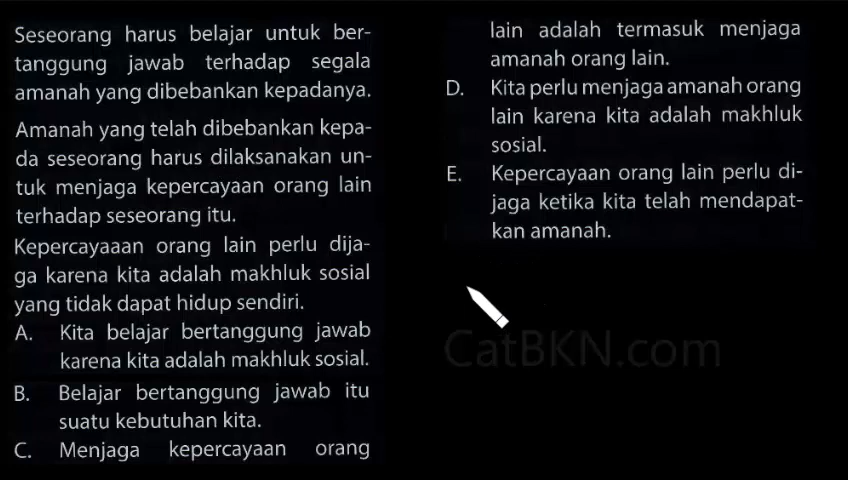 Seseorang harus belajar untuk ber-
tanggung jawab terhadap segala
amanah yang dibebankan kepadanya.
Amanah yang telah dibebankan kepa-
da seseorang harus dilaksanakan un-
tuk menjaga kepercayaan orang lain
terhadap seseorang itu.
Kepercayaaan orang lain perlu dija-
ga karena kita adalah makhluk sosial
yang tidak dapat hidup sendiri.
A. Kita belajar bertanggung jawab
karena kita adalah makhluk sosial.
B. Belajar bertanggung jawab itu
suatu kebutuhan kita.
C. Menjaga kepercayaan orang
lain adalah termasuk menjaga
amanah orang lain.
D. Kita perlu menjaga amanah orang
lain karena kita adalah makhluk
sosial.
E. Kepercayaan orang lain perlu di-
jaga ketika kita telah mendapat-
kan amanah.
CatBKN.com